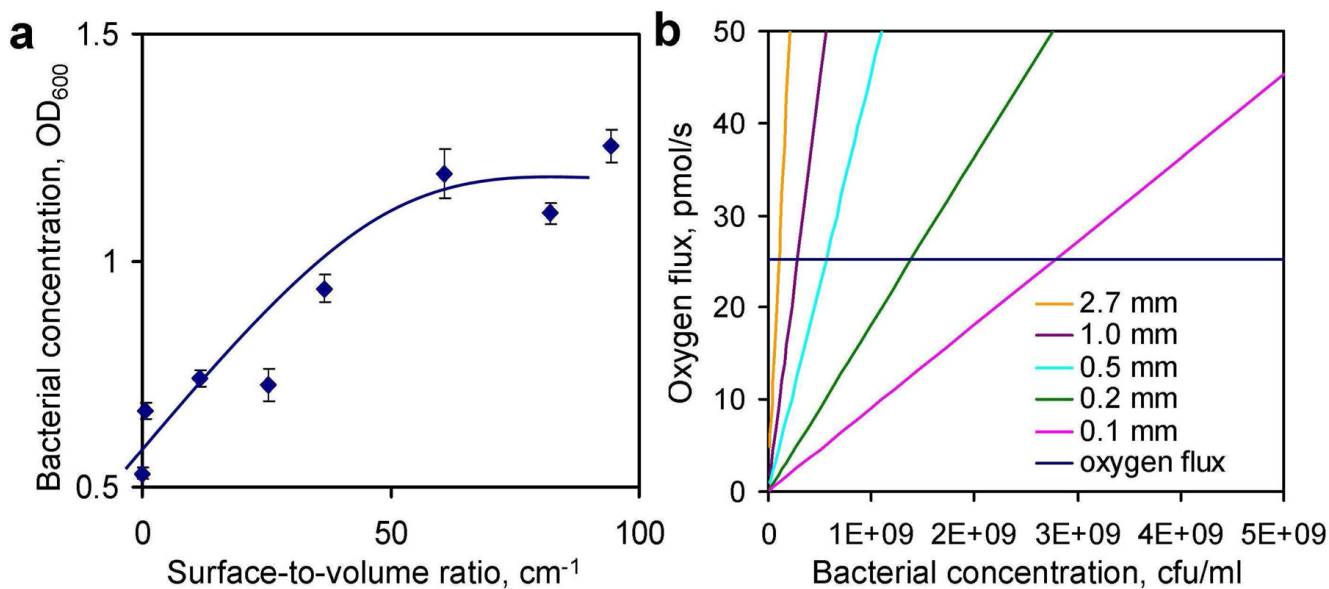 a
1.5
1
0.5
Bacterial concentration, OD600
0
50
100
Surface-to-volume ratio, cm-1
b
50
40
30
20
10
0
Oxygen flux, pmol/s
2.7 mm
1.0 mm
0.5 mm
0.2 mm
0.1 mm
oxygen flux
0
1E+09
2E+09
3E+09
4E+09
5E+09
Bacterial concentration, cfu/ml